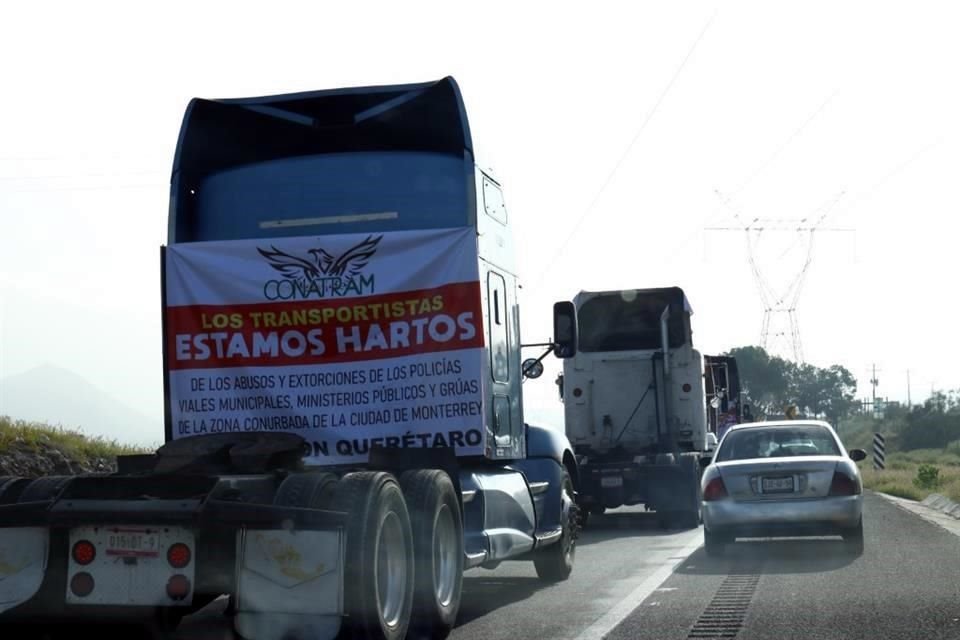 CONATRAM
LOS TRANSPORTISTAS
ESTAMOS HARTOS
DE LOS ABUSOS Y EXTORCIONES DE LOS POLICÍAS
VIALES MUNICIPALES, MINISTERIOS PÚBLICOS Y GRÚAS
DE LA ZONA CONURBADA DE LA CIUDAD DE MONTERREY
ÓN QUERÉTARO